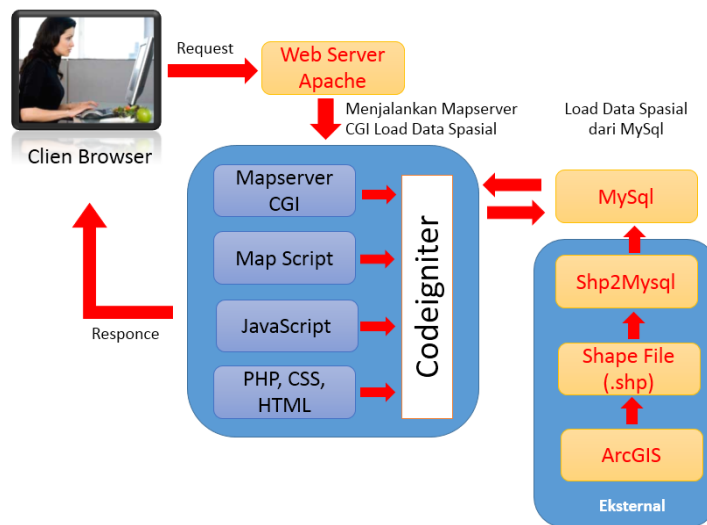 Request
Web Server
Apache
Clien Browser
Menjalankan Mapserver
CGI Load Data Spasial
Load Data Spasial
dari MySql
Mapserver
CGI
Map Script
JavaScript
PHP, CSS,
HTML
Codeigniter
MySql
Shp2Mysql
Shape File
(.shp)
ArcGIS
Eksternal
Responce